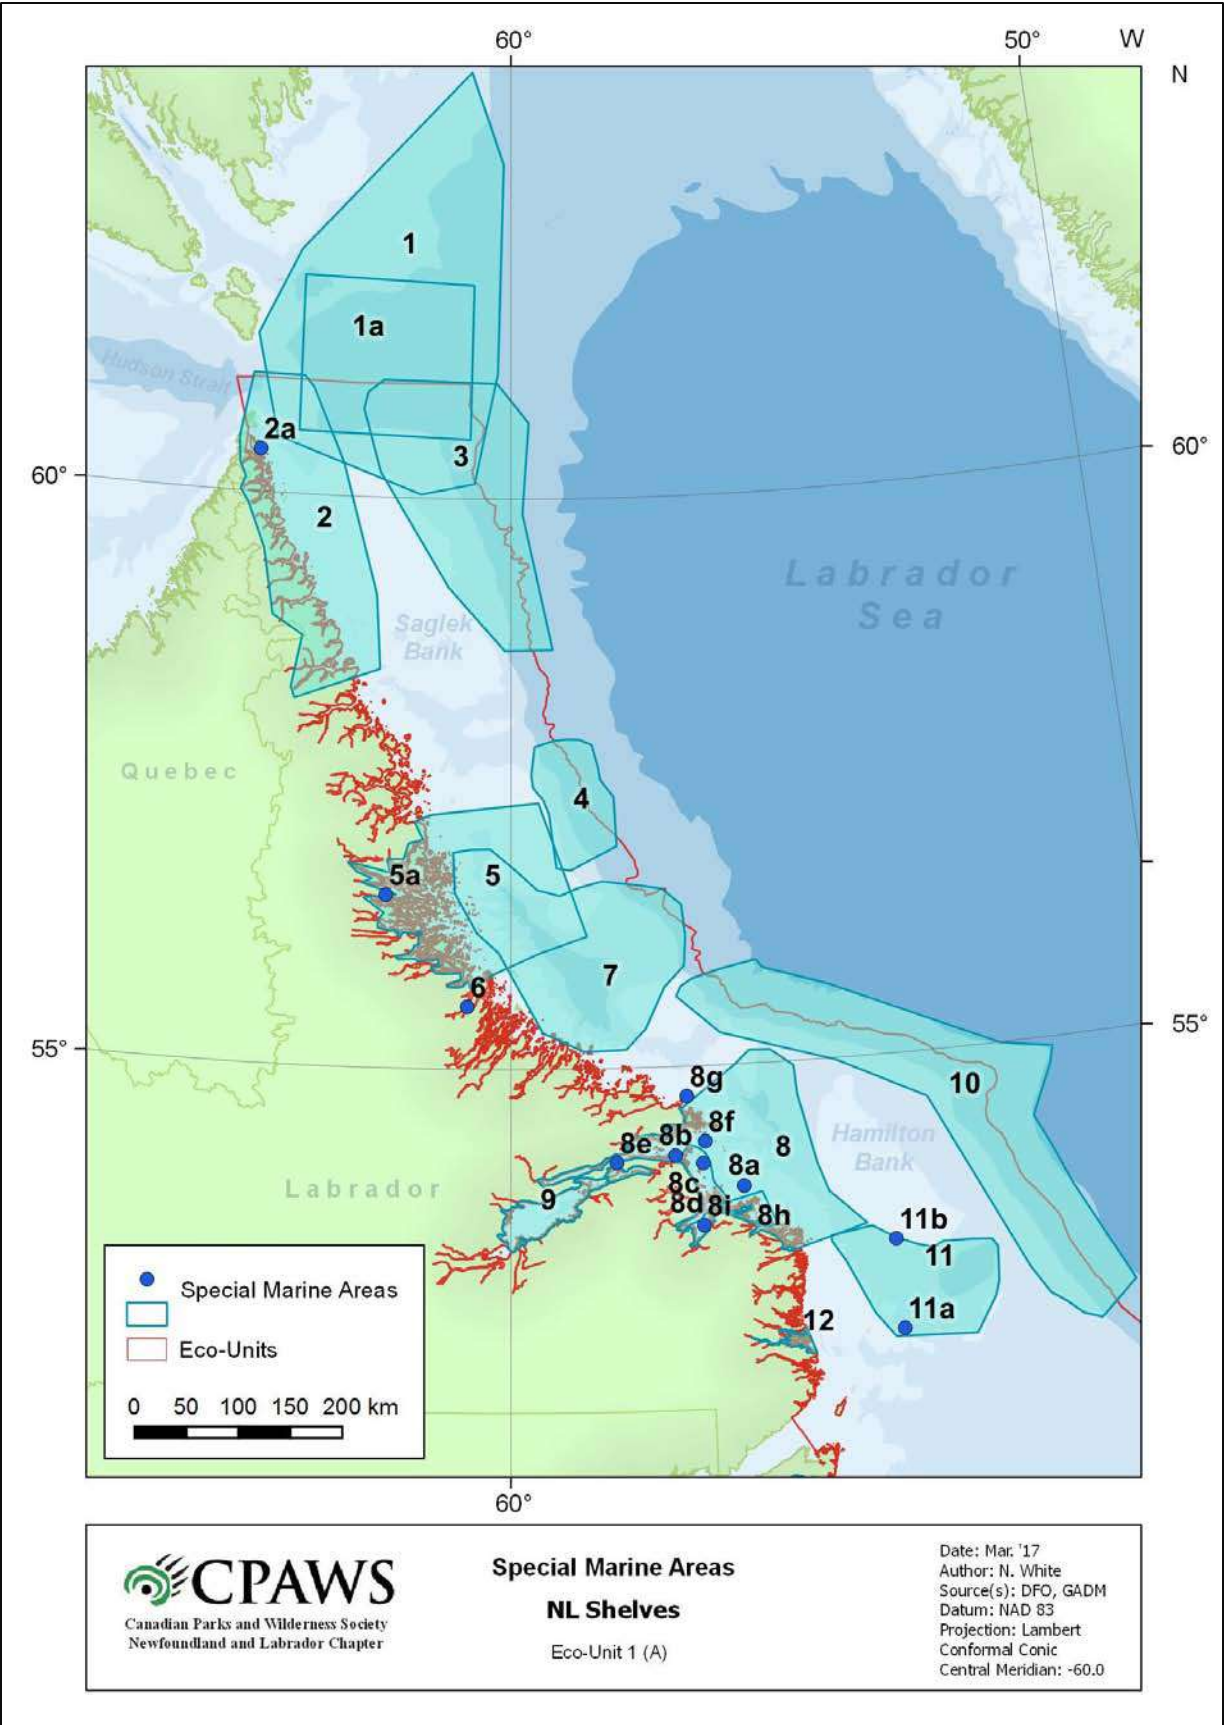 60°
50°
W
N
1
1a
Hudson Strait
2a
3
60°
60°
2
Labrador
Sea
Saglek
Bank
Quebec
4
5a
5
7
6
55°
55°
8g
10
8f
8b
8e
8
Hamilton
Bank
8a
8c
9
8d
8i
8h
11b
11
11a
Labrador
12
Special Marine Areas
Eco-Units
0 50 100 150 200 km
60°
CPAWS
Canadian Parks and Wilderness Society
Newfoundland and Labrador Chapter
Special Marine Areas
NL Shelves
Eco-Unit 1 (A)
Date: Mar. '17
Author: N. White
Source(s): DFO, GADM
Datum: NAD 83
Projection: Lambert
Conformal Conic
Central Meridian: -60.0